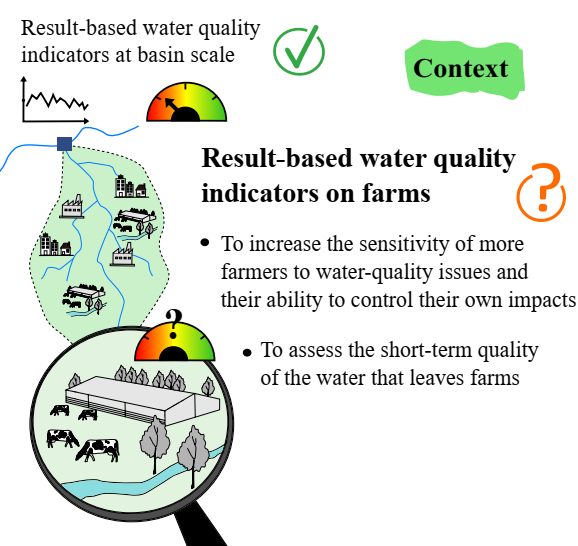 Result-based water quality
indicators at basin scale
Context
Result-based water quality
indicators on farms
?
• To increase the sensitivity of more
farmers to water-quality issues and
their ability to control their own impacts
?
• To assess the short-term quality
of the water that leaves farms